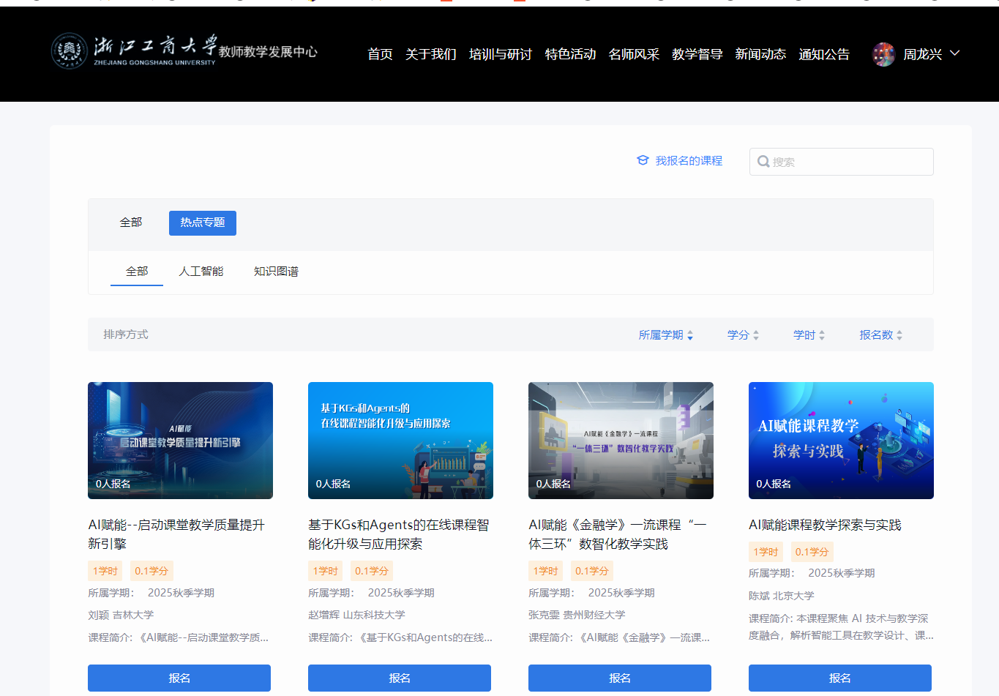 浙江工商大学
ZHEJIANG GONGSHANG UNIVERSITY
教师教学发展中心
首页 关于我们 培训与研讨 特色活动 名师风采 教学督导 新闻动态 通知公告 周龙兴
我报名的课程 搜索
全部 热点专题
全部 人工智能 知识图谱
排序方式 所属学期 学分 学时 报名数
AI赋能
启动课堂教学质量提升新引擎
0人报名
基于KGs和Agents的
在线课程智能化升级与应用探索
0人报名
AI赋能《金融学》一流课程
“一体三环”数智化教学实践
0人报名
AI赋能课程教学
探索与实践
0人报名
AI赋能--启动课堂教学质量提升
新引擎
1学时 0.1学分
所属学期： 2025秋季学期
刘颖 吉林大学
课程简介:《AI赋能--启动课堂教学质...
报名
基于KGs和Agents的在线课程智
能化升级与应用探索
1学时 0.1学分
所属学期： 2025秋季学期
赵增辉 山东科技大学
课程简介:《基于KGs和Agents的在线...
报名
AI赋能《金融学》一流课程“一
体三环”数智化教学实践
1学时 0.1学分
所属学期： 2025秋季学期
张克雯 贵州财经大学
课程简介:《AI赋能《金融学》一流课...
报名
AI赋能课程教学探索与实践
1学时 0.1学分
所属学期： 2025秋季学期
陈斌 北京大学
课程简介: 本课程聚焦 AI 技术与教学深
度融合，解析智能工具在教学设计、课...
报名